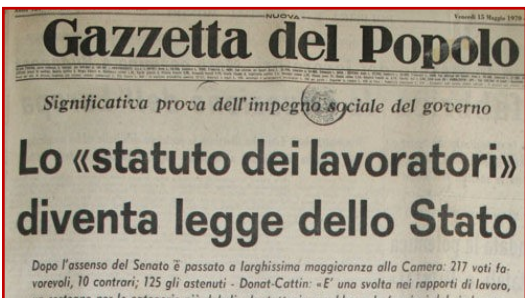 NUOVA
Venerdì 15 Maggio 1970
Gazzetta del Popolo
Significativa prova dell'impegno sociale del governo
Lo «statuto dei lavoratori»
diventa legge dello Stato
Dopo l'assenso del Senato è passato a larghissima maggioranza alla Camera: 217 voti fa-
vorevoli, 10 contrari; 125 gli astenuti - Donat-Cattin: «E' una svolta nei rapporti di lavoro,